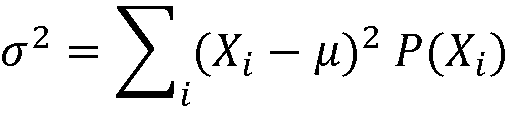 σ² = ∑ᵢ(Xᵢ − μ)² P(Xᵢ)